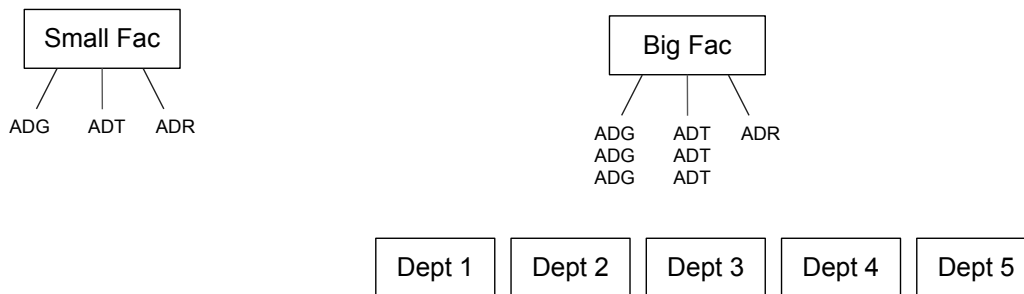 Small Fac
ADG ADT ADR
Big Fac
ADG ADT ADR
ADG ADT
ADG ADT
Dept 1 Dept 2 Dept 3 Dept 4 Dept 5